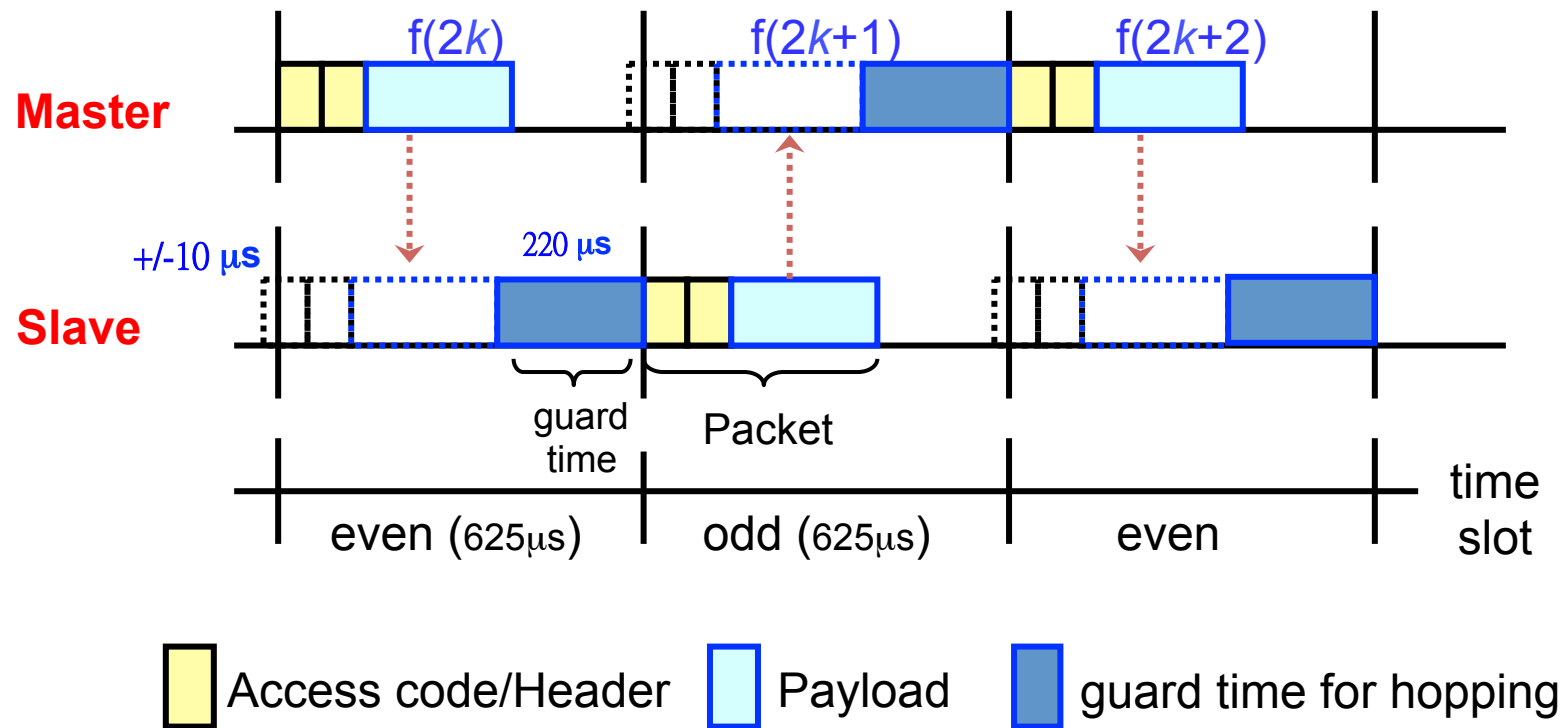 f(2k) f(2k+1) f(2k+2)
Master
+/-10 μs 220 μs
Slave
guard
time
Packet
time
slot
even (625μs) odd (625μs) even
Access code/Header Payload guard time for hopping